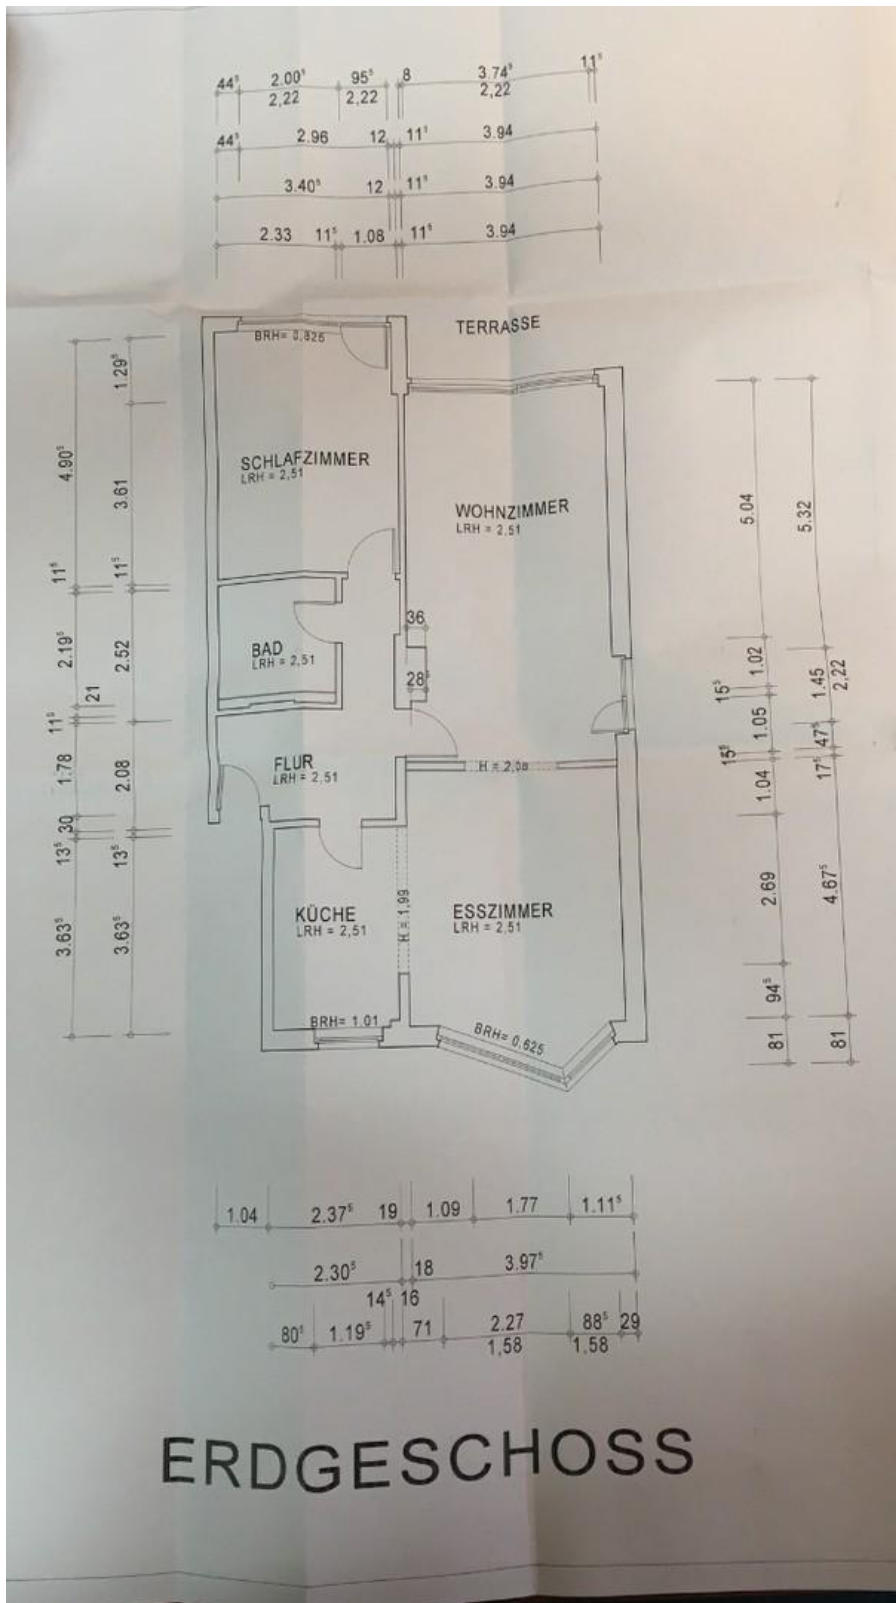 44⁵ 2.00⁵ 95⁵ 8 3.74⁵ 11⁵
2,22 2,22 2,22
44⁵ 2.96 12 11⁵ 3.94
3.40⁵ 12 11⁵ 3.94
2.33 11⁵ 1.08 11⁵ 3.94
TERRASSE
BRH= 0,825
SCHLAFZIMMER
LRH = 2,51
WOHNZIMMER
LRH = 2,51
36
BAD
LRH = 2,51
28⁵
FLUR
LRH = 2,51
H = 2,08
KÜCHE
LRH = 2,51
H = 1,99
ESSZIMMER
LRH = 2,51
BRH= 1.01
BRH= 0,625
4.90⁵
11⁵
2.19⁵
21
11⁵
1.78
30
13⁵
3.63⁵
1.29⁵
3.61
11⁵
2.52
2.08
13⁵
3.63⁵
5.04
1.02
15⁵
1.05
15⁵
1.04
2.69
94⁵
81
5.32
1.45
2,22
47⁵
17⁵
4.67⁵
81
1.04 2.37⁵ 19 1.09 1.77 1.11⁵
2.30⁵ 18 3.97⁵
14⁵ 16
80⁵ 1.19⁵ 71 2.27 88⁵ 29
1,58 1.58
ERDGESCHOSS